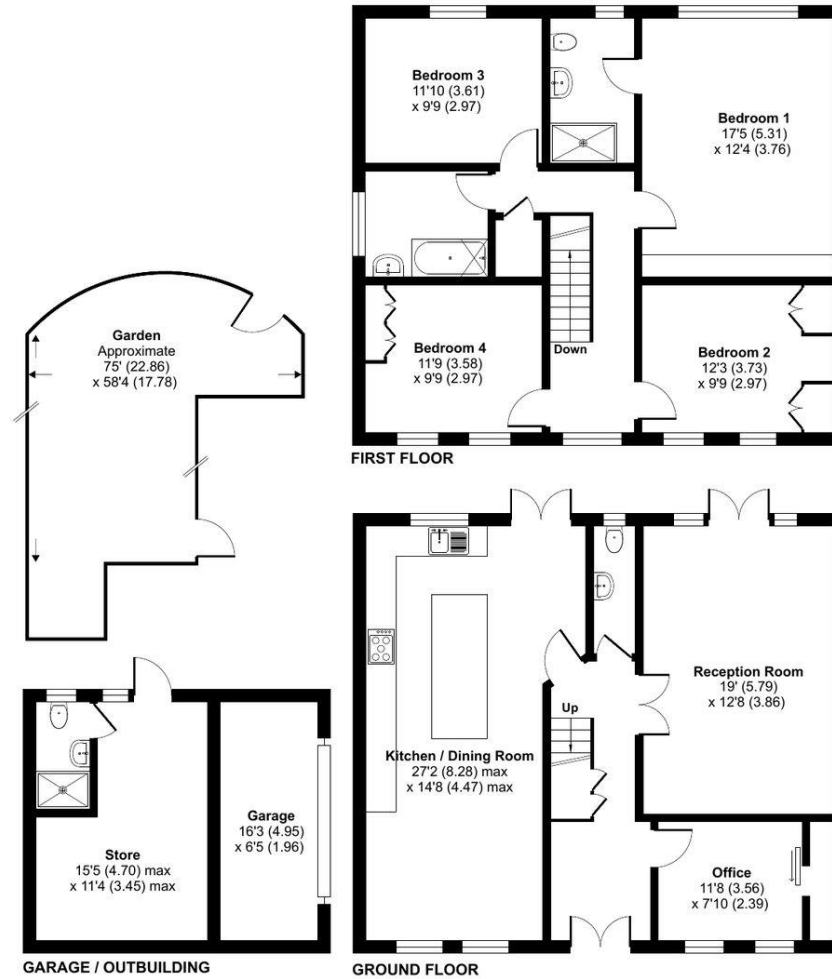 Bedroom 3
11'10 (3.61)
x 9'9 (2.97)
Bedroom 1
17'5 (5.31)
x 12'4 (3.76)
Garden
Approximate
75' (22.86)
x 58'4 (17.78)
Bedroom 4
11'9 (3.58)
x 9'9 (2.97)
Down
Bedroom 2
12'3 (3.73)
x 9'9 (2.97)
FIRST FLOOR
Reception Room
19' (5.79)
x 12'8 (3.86)
Up
Kitchen / Dining Room
27'2 (8.28) max
x 14'8 (4.47) max
Garage
16'3 (4.95)
x 6'5 (1.96)
Store
15'5 (4.70) max
x 11'4 (3.45) max
Office
11'8 (3.56)
x 7'10 (2.39)
GARAGE / OUTBUILDING
GROUND FLOOR